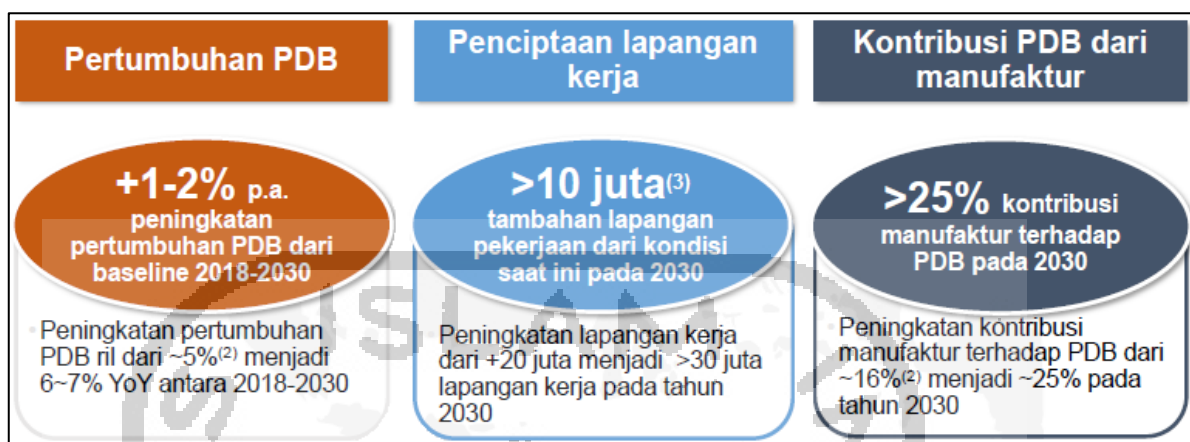 Pertumbuhan PDB
+1-2% p.a.
peningkatan
pertumbuhan PDB dari
baseline 2018-2030
Peningkatan pertumbuhan
PDB ril dari ~5%(2) menjadi
6~7% YoY antara 2018-2030
Penciptaan lapangan
kerja
>10 juta(3)
tambahan lapangan
pekerjaan dari kondisi
saat ini pada 2030
Peningkatan lapangan kerja
dari +20 juta menjadi >30 juta
lapangan kerja pada tahun
2030
Kontribusi PDB dari
manufaktur
>25% kontribusi
manufaktur terhadap
PDB pada 2030
Peningkatan kontribusi
manufaktur terhadap PDB dari
~16%(2) menjadi ~25% pada
tahun 2030
ISLAM